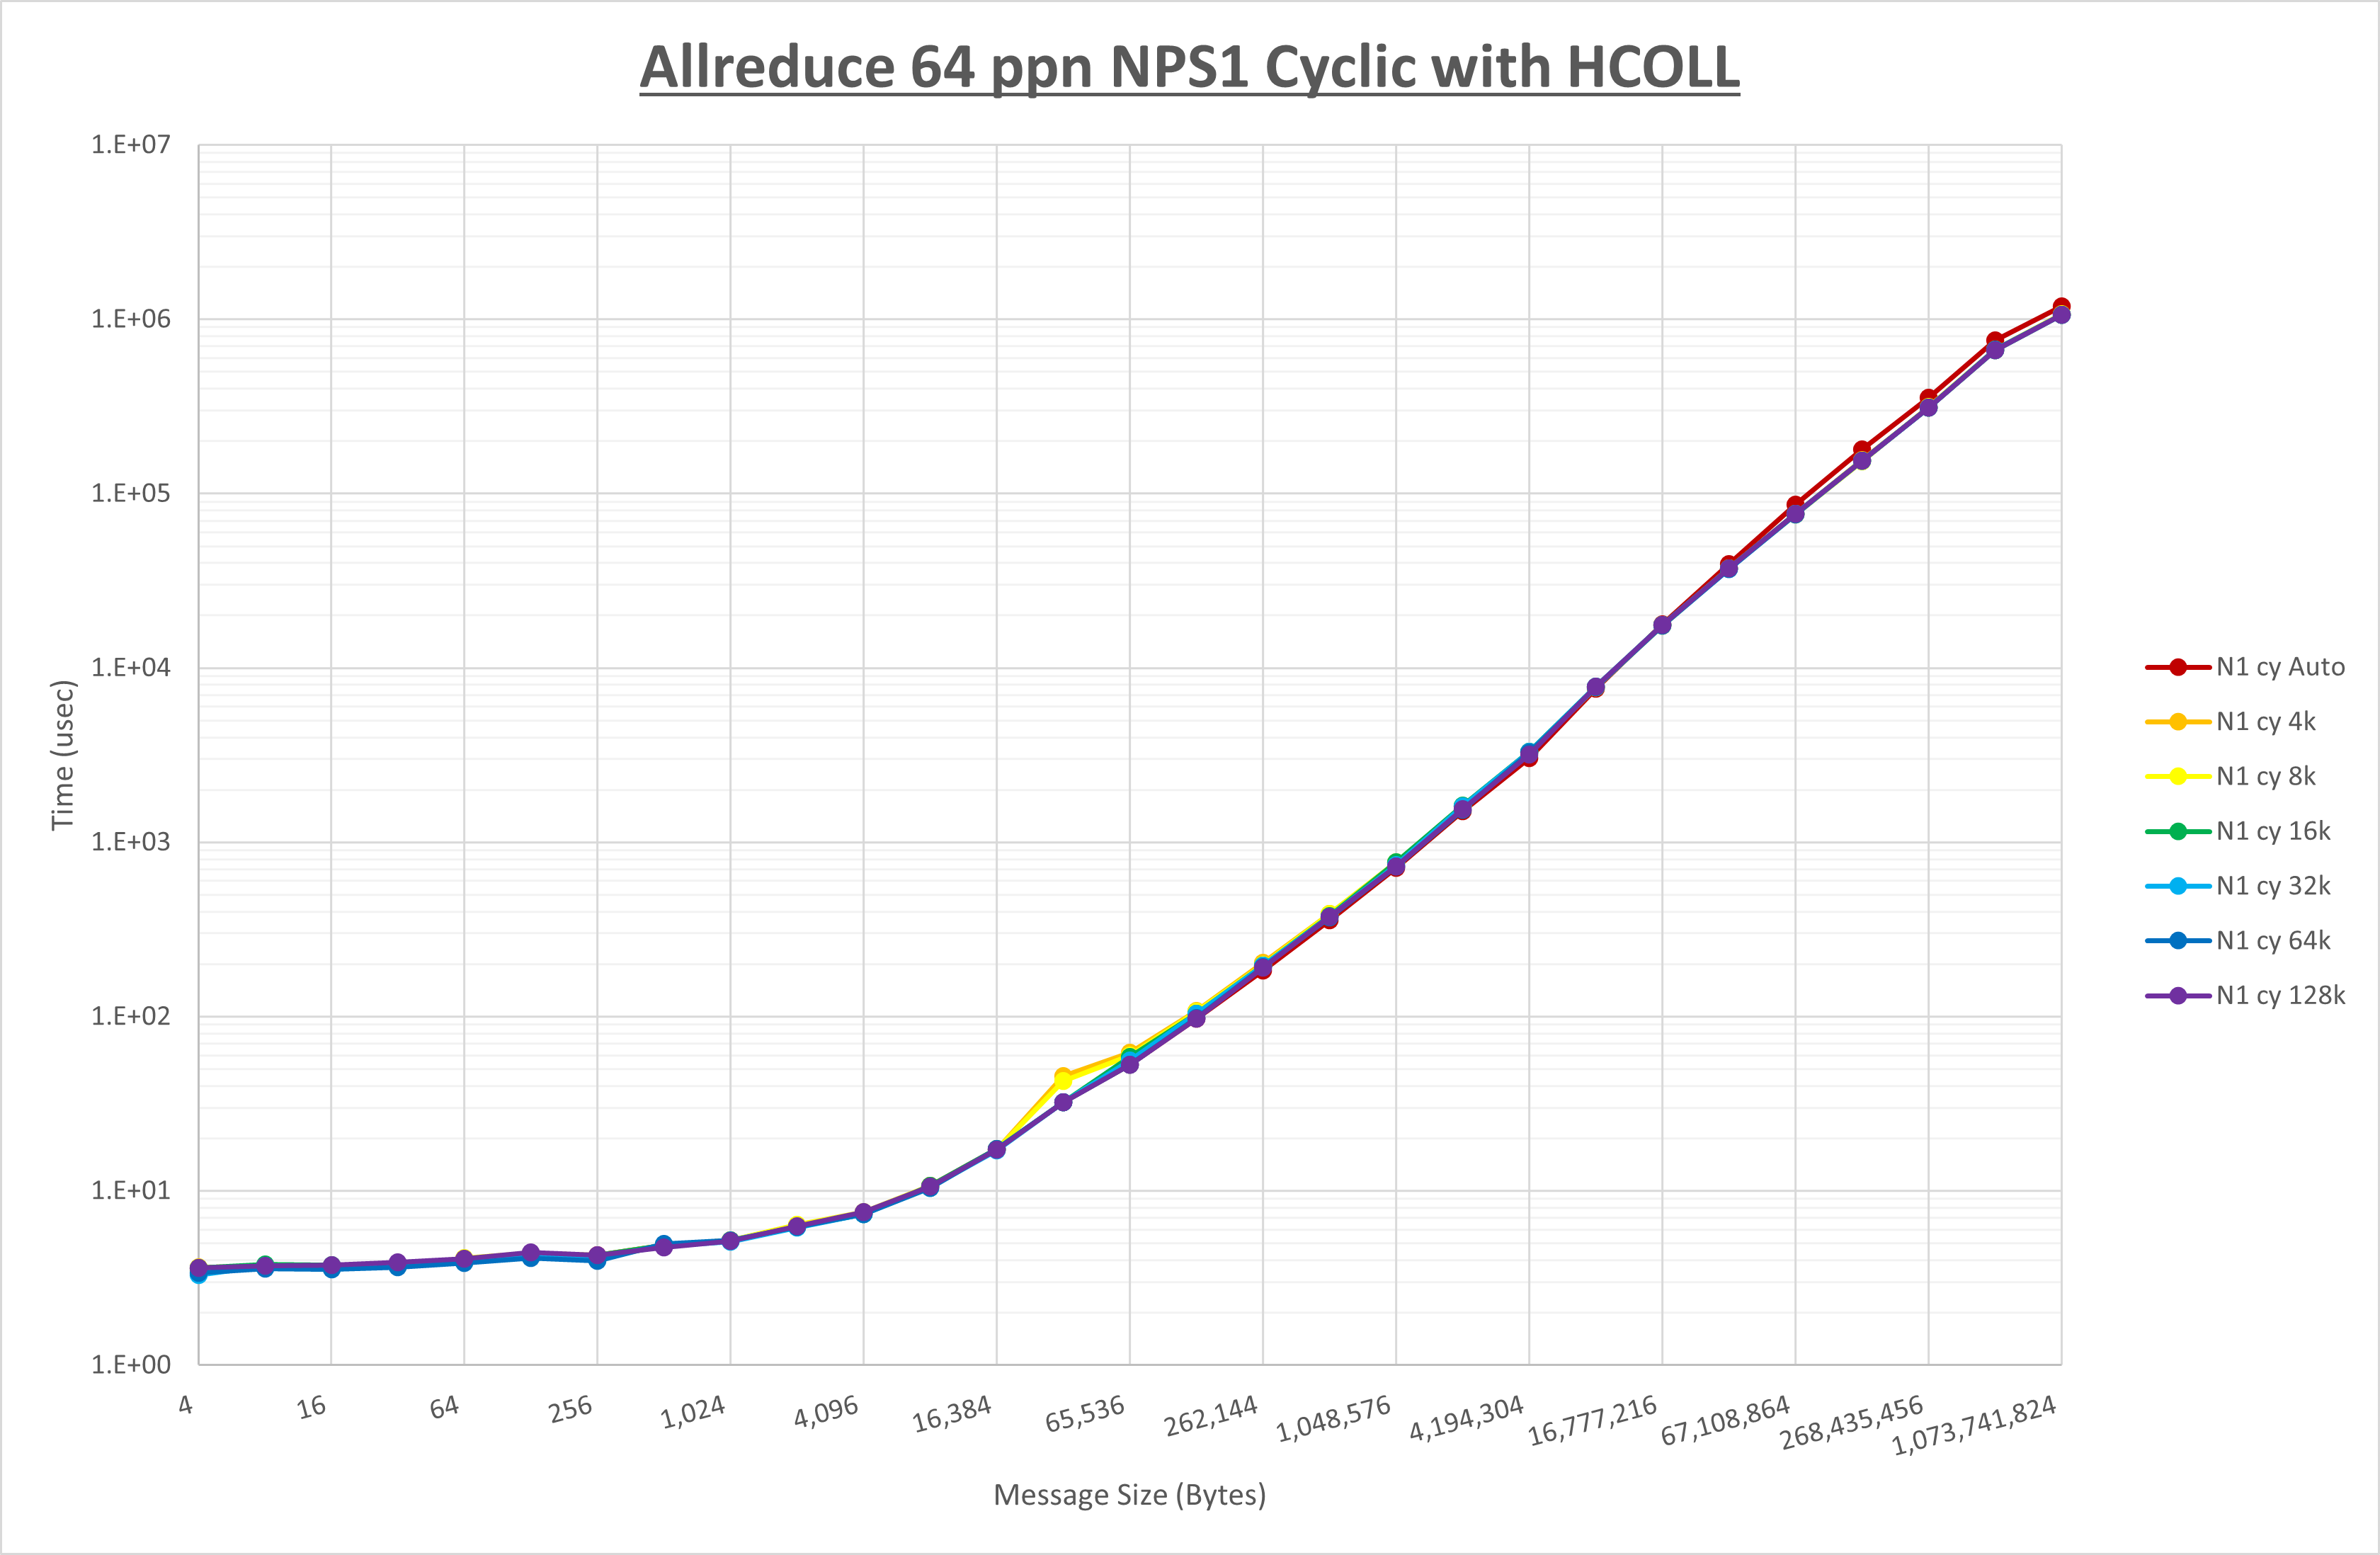 Allreduce 64 ppn NPS1 Cyclic with HCOLL
1.E+07
1.E+06
1.E+05
1.E+04
1.E+03
1.E+02
1.E+01
1.E+00
Time (usec)
4
16
64
256
1,024
4,096
16,384
65,536
262,144
1,048,576
4,194,304
16,777,216
67,108,864
268,435,456
1,073,741,824
Message Size (Bytes)
N1 cy Auto
N1 cy 4k
N1 cy 8k
N1 cy 16k
N1 cy 32k
N1 cy 64k
N1 cy 128k